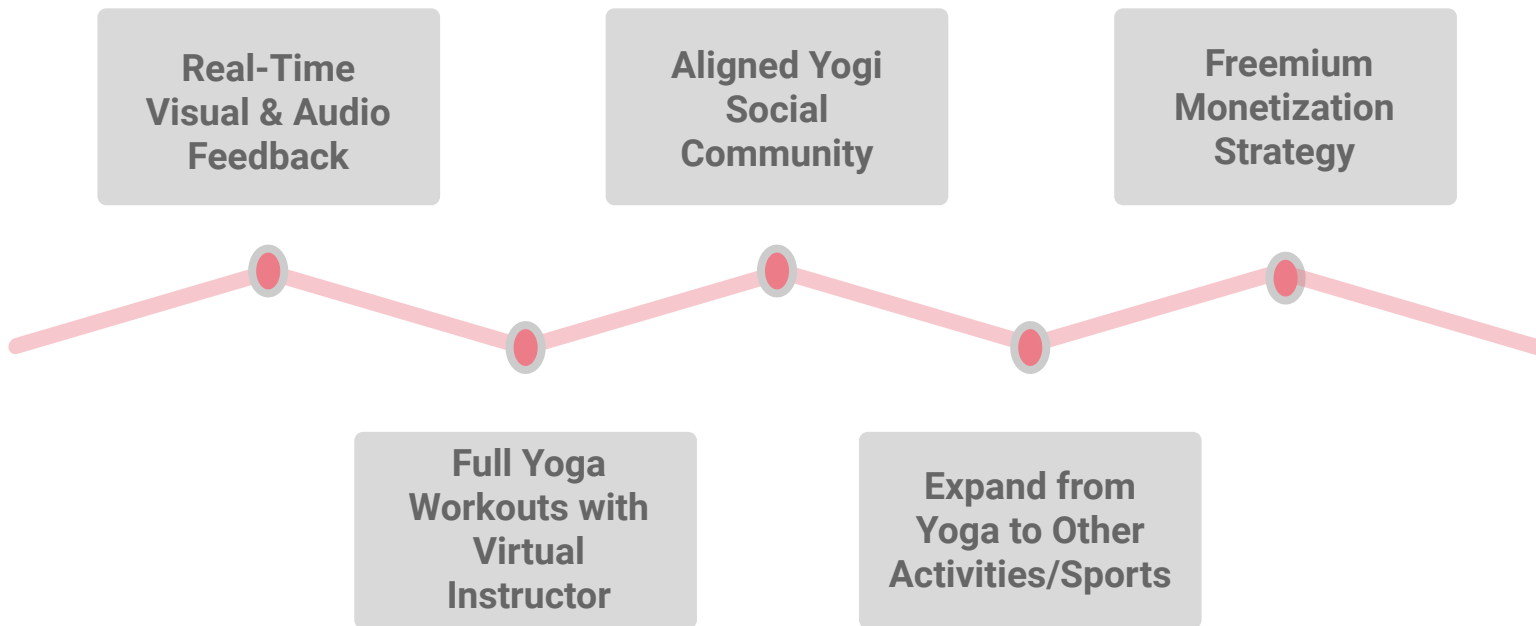 Real-Time
Visual & Audio
Feedback
Full Yoga
Workouts with
Virtual
Instructor
Aligned Yogi
Social
Community
Expand from
Yoga to Other
Activities/Sports
Freemium
Monetization
Strategy